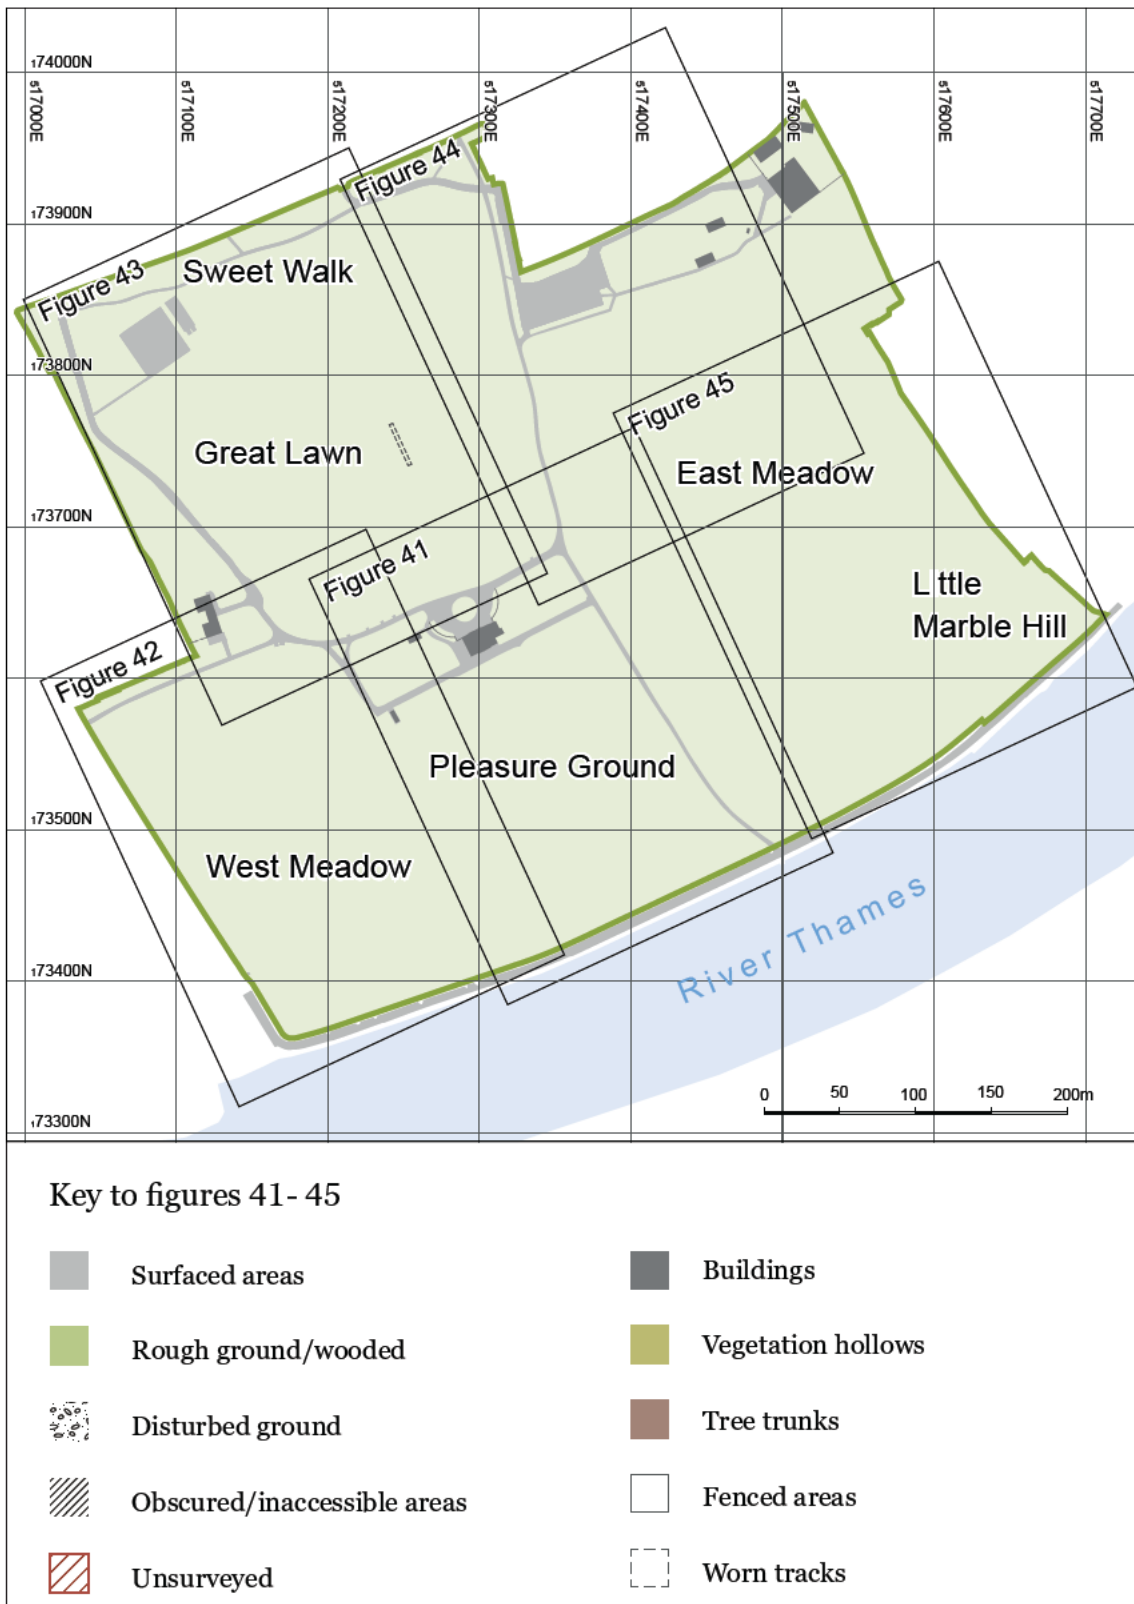 174000N
517000E
517100E
517200E
517300E
517400E
517500E
517600E
517700E
Figure 44
173900N
Figure 43
Sweet Walk
173800N
Figure 45
Great Lawn
East Meadow
173700N
Figure 41
L ttle
Marble Hill
Figure 42
Pleasure Ground
173500N
West Meadow
River Thames
173400N
0 50 100 150 200m
173300N
Key to figures 41- 45
Surfaced areas
Buildings
Rough ground/wooded
Vegetation hollows
Disturbed ground
Tree trunks
Obscured/inaccessible areas
Fenced areas
Unsurveyed
Worn tracks